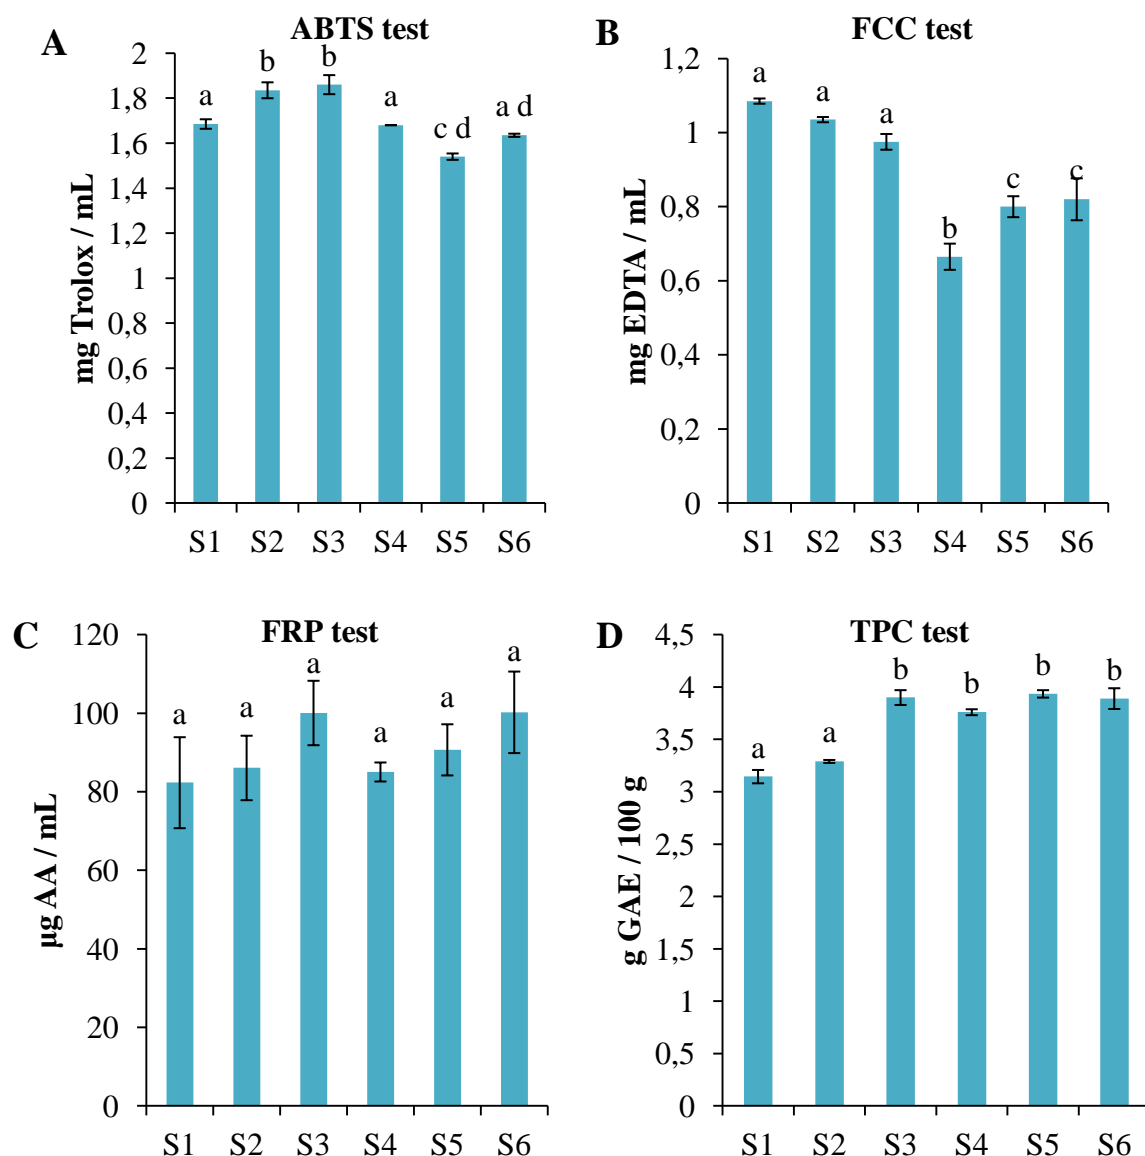 A
ABTS test
mg Trolox / mL
2
1,8
1,6
1,4
1,2
1
0,8
0,6
0,4
0,2
0
a
b
b
a
c d
a d
S1 S2 S3 S4 S5 S6
B
FCC test
mg EDTA / mL
1,2
1
0,8
0,6
0,4
0,2
0
a
a
a
b
c
c
S1 S2 S3 S4 S5 S6
C
FRP test
µg AA / mL
120
100
80
60
40
20
0
a
a
a
a
a
a
S1 S2 S3 S4 S5 S6
D
TPC test
g GAE / 100 g
4,5
4
3,5
3
2,5
2
1,5
1
0,5
0
a
a
b
b
b
b
S1 S2 S3 S4 S5 S6